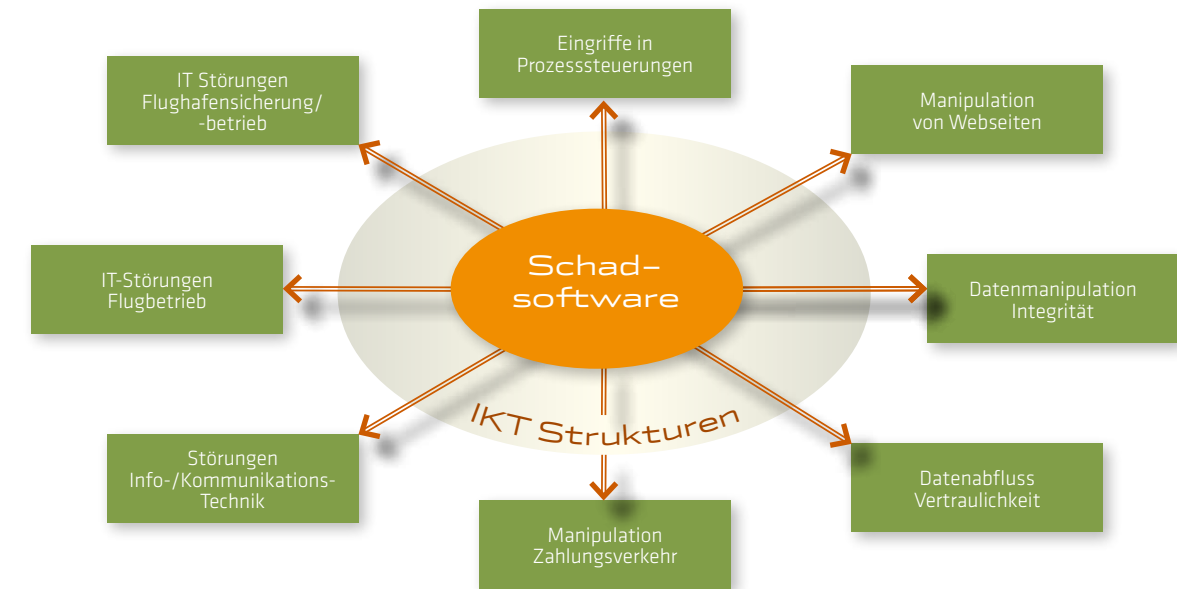 Eingriffe in
Prozesssteuerungen
IT Störungen
Flughafensicherung/
-betrieb
Manipulation
von Webseiten
IT-Störungen
Flugbetrieb
Schad-
software
Datenmanipulation
Integrität
IKT Strukturen
Störungen
Info-/Kommunikations-
Technik
Datenabfluss
Vertraulichkeit
Manipulation
Zahlungsverkehr